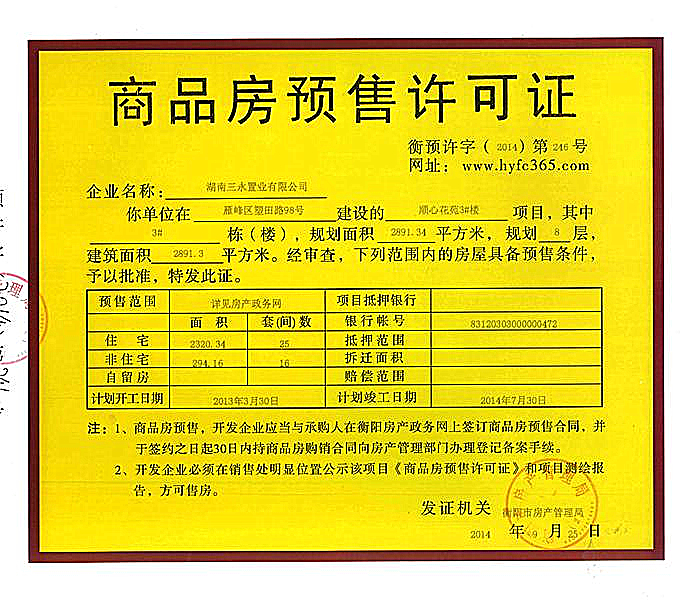 商品房预售许可证
衡预许字(2014)第246号
网址：www.hyfc365.com
企业名称：湖南三永置业有限公司
你单位在 雁峰区塑田路98号 建设的 顺心花苑3#楼 项目，其中
3# 栋（楼），规划面积 2891.34 平方米，规划 8 层，
建筑面积 2891.3 平方米。经审查，下列范围内的房屋具备预售条件，
予以批准，特发此证。
预售范围 详见房产政务网 项目抵押银行
面积 套(间)数 银行帐号 83120303000000472
住宅 2320.34 25 抵押范围
非住宅 294.16 16 拆迁面积
自留房 赔偿范围
计划开工日期 2013年3月30日 计划竣工日期 2014年7月30日
注：1、商品房预售，开发企业应当与承购人在衡阳房产政务网上签订商品房预售合同，并
于签约之日起30日内持商品房购销合同向房产管理部门办理登记备案手续。
2、开发企业必须在销售处明显位置公示该项目《商品房预售许可证》和项目测绘报
告，方可售房。
发证机关 衡阳市房产管理局
2014 年 9 月 25 日